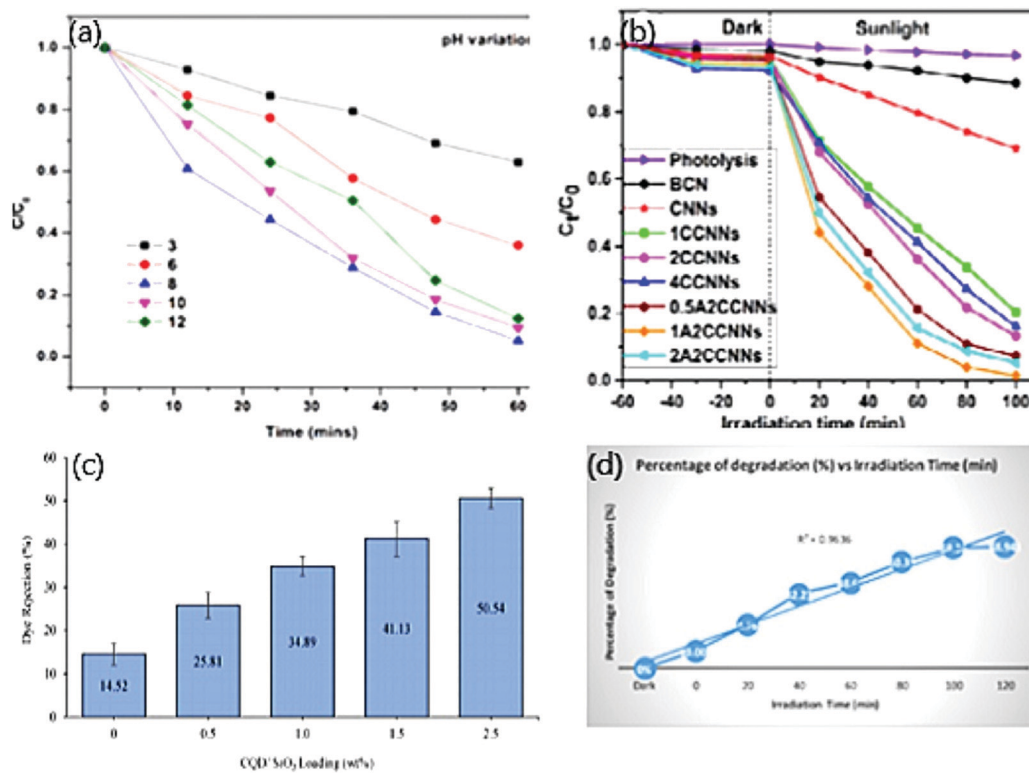 (a)
pH variation
C/C₀
1.0
0.8
0.6
0.4
0.2
0.0
3
6
8
10
12
0
10
20
30
40
50
60
Time (mins)
(b)
Dark
Sunlight
Cₜ/C₀
1.0
0.8
0.6
0.4
0.2
0.0
Photolysis
BCN
CNNs
1CCNNs
2CCNNs
4CCNNs
0.5A2CCNNs
1A2CCNNs
2A2CCNNs
-60
-40
-20
0
20
40
60
80
100
Irradiation time (min)
(c)
Dye Rejection (%)
60
50
40
30
20
10
0
14.52
25.81
34.89
41.13
50.54
0
0.5
1.0
1.5
2.5
Loading (wt%)
(d)
Percentage of degradation (%) vs Irradiation Time (min)
Percentage of Degradation (%)
R² = 0.9636
0%
Dark
0
20
40
60
80
100
120
Irradiation Time (min)